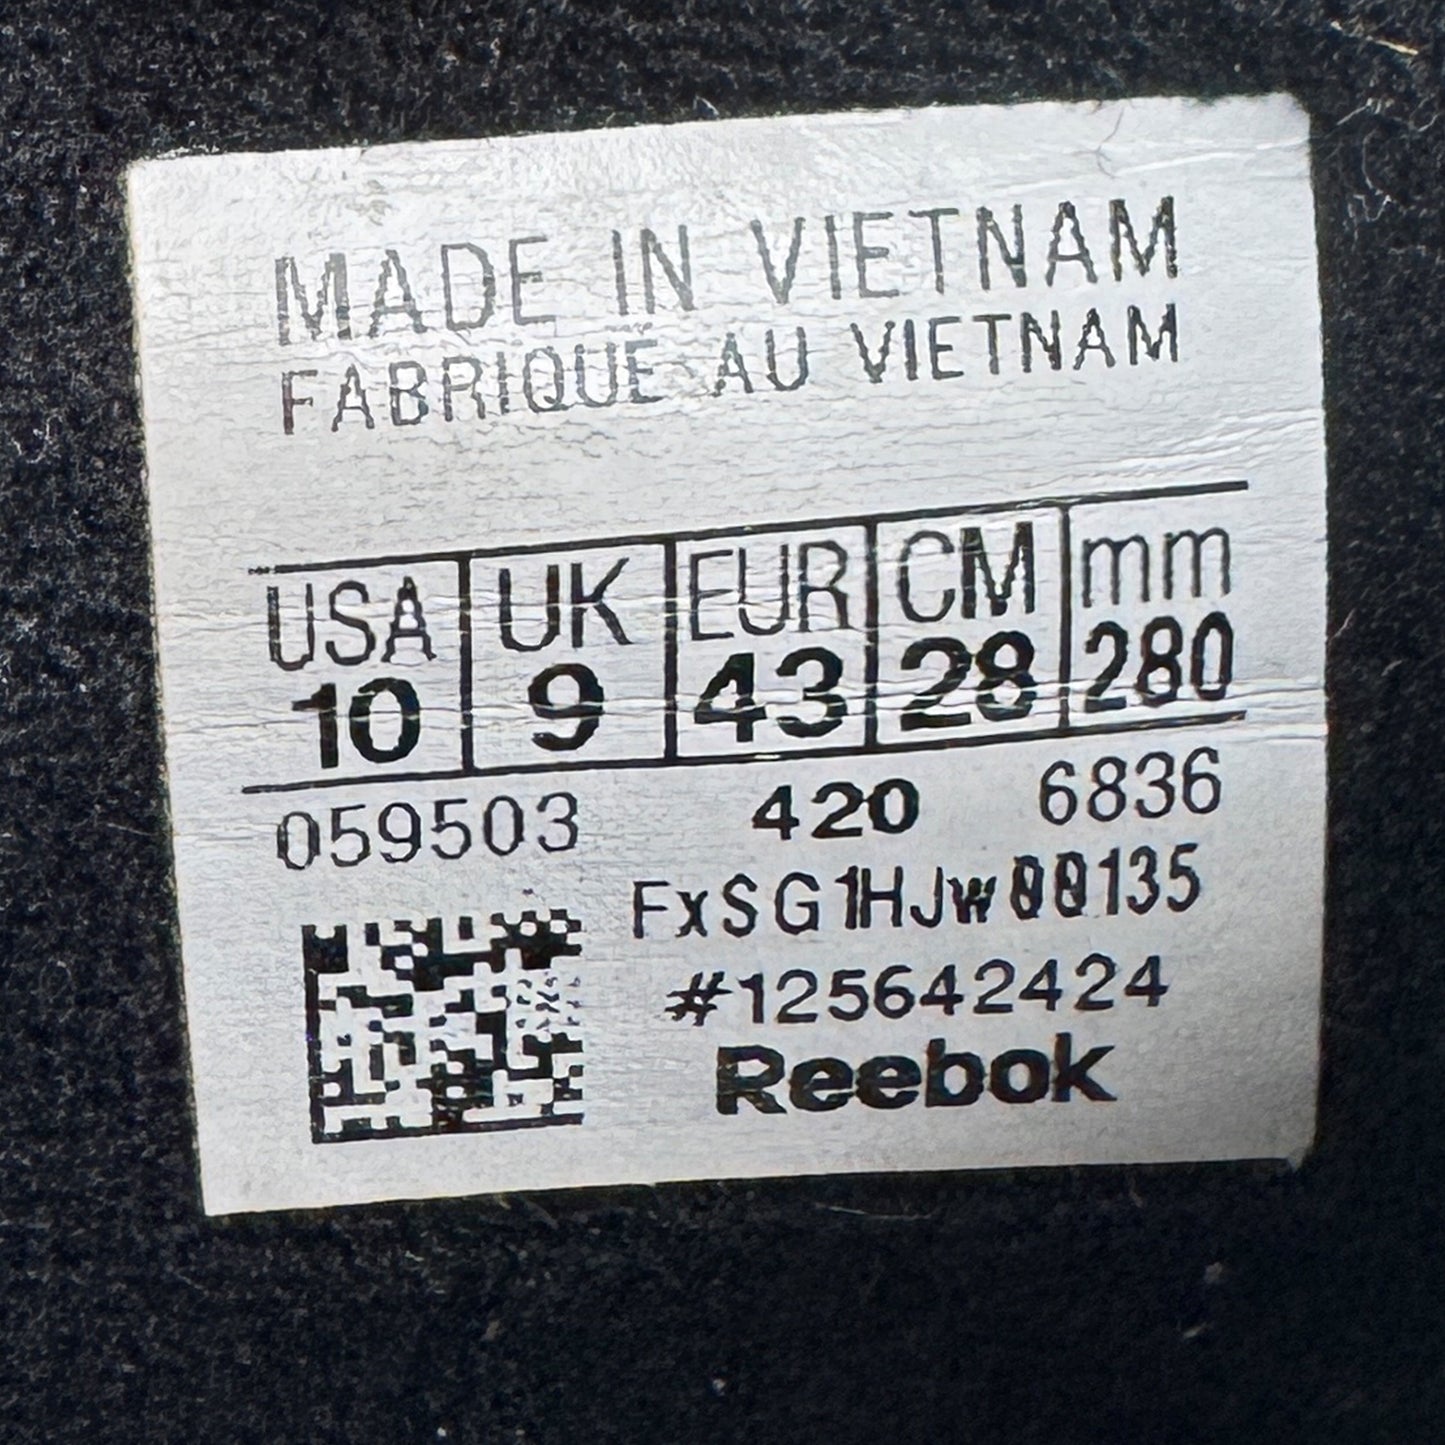 MADE IN VIETNAM
FABRIQUÉ AU VIETNAM
USA UK EUR CM mm
10 9 43 28 280
059503 420 6836
FxSG1HJw00135
#125642424
Reebok